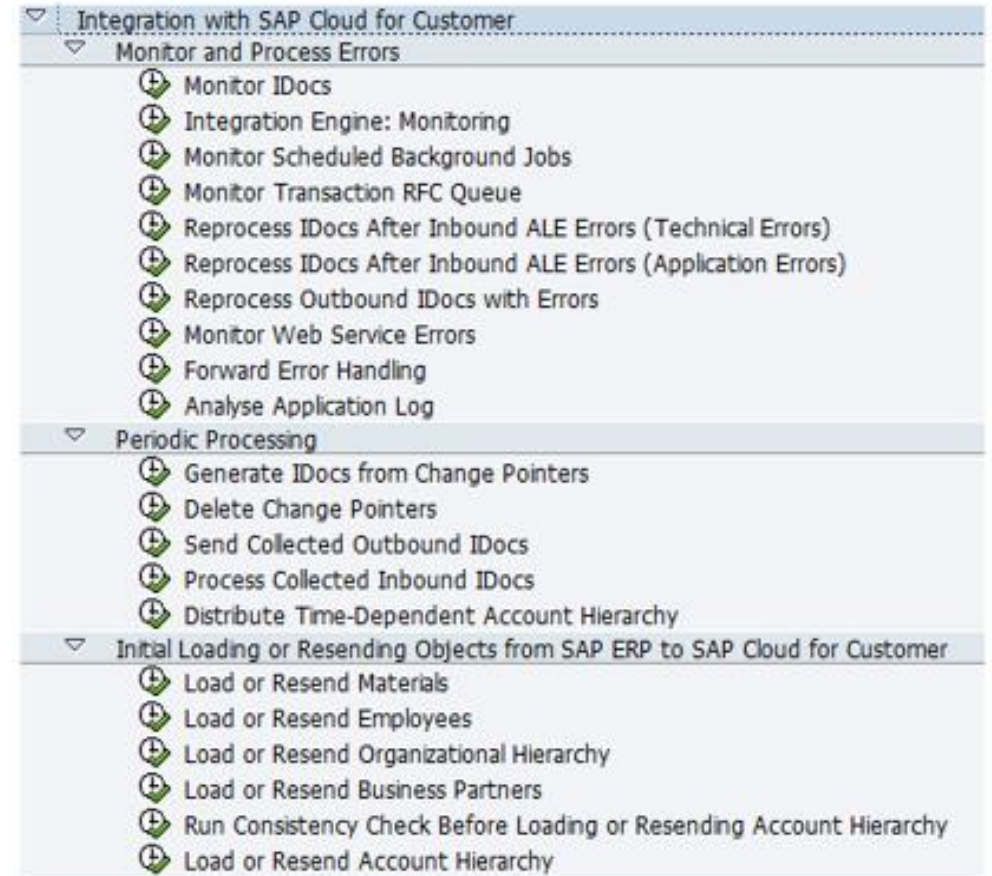 Integration with SAP Cloud for Customer
Monitor and Process Errors
Monitor IDocs
Integration Engine: Monitoring
Monitor Scheduled Background Jobs
Monitor Transaction RFC Queue
Reprocess IDocs After Inbound ALE Errors (Technical Errors)
Reprocess IDocs After Inbound ALE Errors (Application Errors)
Reprocess Outbound IDocs with Errors
Monitor Web Service Errors
Forward Error Handling
Analyse Application Log
Periodic Processing
Generate IDocs from Change Pointers
Delete Change Pointers
Send Collected Outbound IDocs
Process Collected Inbound IDocs
Distribute Time-Dependent Account Hierarchy
Initial Loading or Resending Objects from SAP ERP to SAP Cloud for Customer
Load or Resend Materials
Load or Resend Employees
Load or Resend Organizational Hierarchy
Load or Resend Business Partners
Run Consistency Check Before Loading or Resending Account Hierarchy
Load or Resend Account Hierarchy